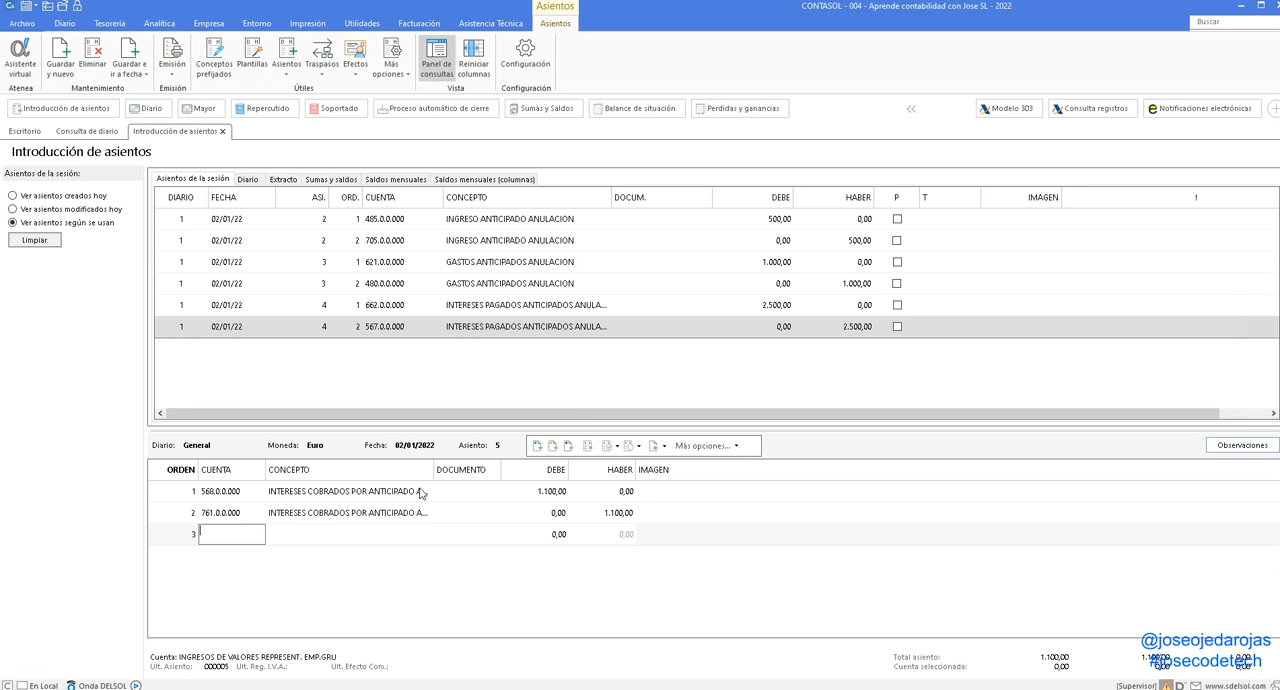 Asientos
CONTASOL - 004 - Aprende contabilidad con Jose SL - 2022
Archivo Diario Tesorería Analítica Empresa Entorno Impresión Utilidades Facturación Asistencia Técnica Asientos
Buscar
Asistente virtual
Guardar y nuevo
Eliminar
Guardar e ir a fecha
Emisión
Conceptos prefijados
Plantillas
Asientos
Traspasos
Efectos
Más opciones
Panel de consultas
Reiniciar columnas
Configuración
Atenea Mantenimiento Emisión Útiles Vista Configuración
Introducción de asientos Diario Mayor Repercutido Soportado Proceso automático de cierre Sumas y Saldos Balance de situación Perdidas y ganancias Modelo 303 Consulta registros Notificaciones electrónicas
Escritorio Consulta de diario Introducción de asientos
Introducción de asientos
Asientos de la sesión:
Ver asientos creados hoy
Ver asientos modificados hoy
Ver asientos según se usan
Limpiar
Asientos de la sesión Diario Extracto Sumas y saldos Saldos mensuales Saldos mensuales (columnas)
DIARIO FECHA ASI. ORD. CUENTA CONCEPTO DOCUM. DEBE HABER P T IMAGEN !
1 02/01/22 2 1 485.0.0.000 INGRESO ANTICIPADO ANULACION 500,00 0,00
1 02/01/22 2 2 705.0.0.000 INGRESO ANTICIPADO ANULACION 0,00 500,00
1 02/01/22 3 1 621.0.0.000 GASTOS ANTICIPADOS ANULACION 1.000,00 0,00
1 02/01/22 3 2 480.0.0.000 GASTOS ANTICIPADOS ANULACION 0,00 1.000,00
1 02/01/22 4 1 662.0.0.000 INTERESES PAGADOS ANTICIPADOS ANULA... 2.500,00 0,00
1 02/01/22 4 2 567.0.0.000 INTERESES PAGADOS ANTICIPADOS ANULA... 0,00 2.500,00
Diario: General Moneda: Euro Fecha: 02/01/2022 Asiento: 5 Más opciones... Observaciones
ORDEN CUENTA CONCEPTO DOCUMENTO DEBE HABER IMAGEN
1 568.0.0.000 INTERESES COBRADOS POR ANTICIPADO A... 1.100,00 0,00
2 761.0.0.000 INTERESES COBRADOS POR ANTICIPADO A... 0,00 1.100,00
3 0,00 0,00
@joseojedarojas
Cuenta: INGRESOS DE VALORES REPRESENT. EMP.GRU Total asiento: 1.100,00
Ult. Asiento: 000005 Ult. Reg. I.V.A.: Ult. Efecto Com.: Cuenta seleccionada: 0,00
#josecodetech
En Local Onda DELSOL [Supervisor] www.sdelsol.com